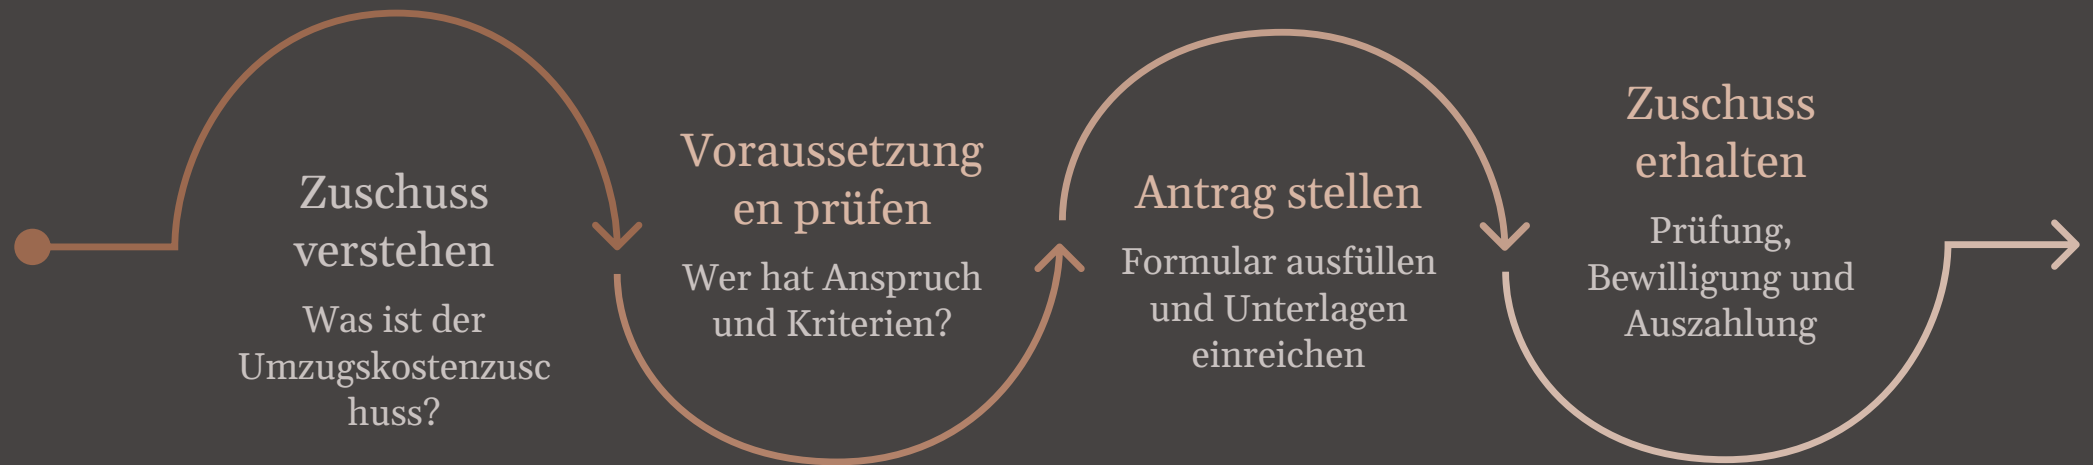 Zuschuss
verstehen
Was ist der
Umzugskostenzusc
huss?
Voraussetzung
en prüfen
Wer hat Anspruch
und Kriterien?
Antrag stellen
Formular ausfüllen
und Unterlagen
einreichen
Zuschuss
erhalten
Prüfung,
Bewilligung und
Auszahlung